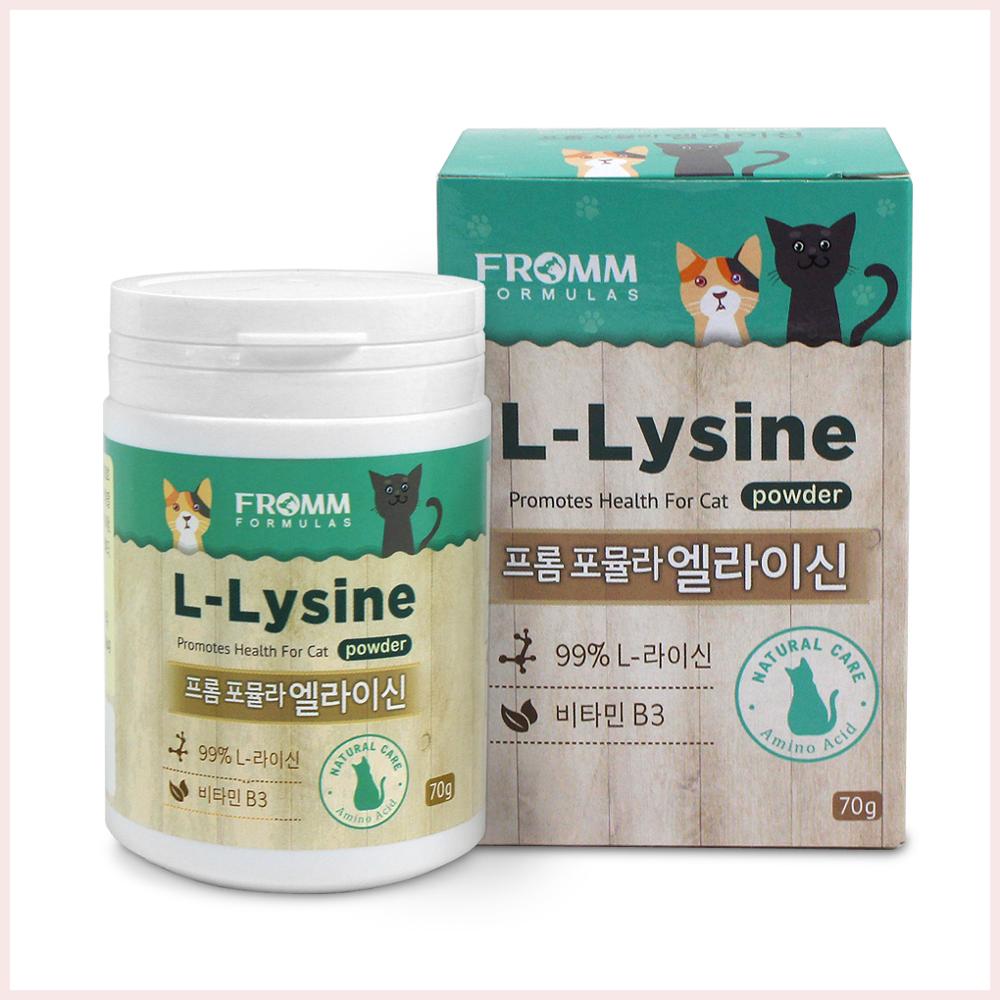 FROMM
FORMULAS
L-Lysine
Promotes Health For Cat powder
프롬 포뮬라 엘라이신
99% L-라이신
비타민 B3
NATURAL CARE
Amino Acid
70g
FROMM
FORMULAS
L-Lysine
Promotes Health For Cat powder
프롬 포뮬라 엘라이신
99% L-라이신
비타민 B3
NATURAL CARE
Amino Acid
70g